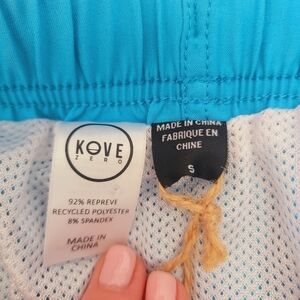 KOVE
ZERO
92% REPREVE
RECYCLED POLYESTER
8% SPANDEX
MADE IN
CHINA
MADE IN CHINA
FABRIQUE EN
CHINE
S